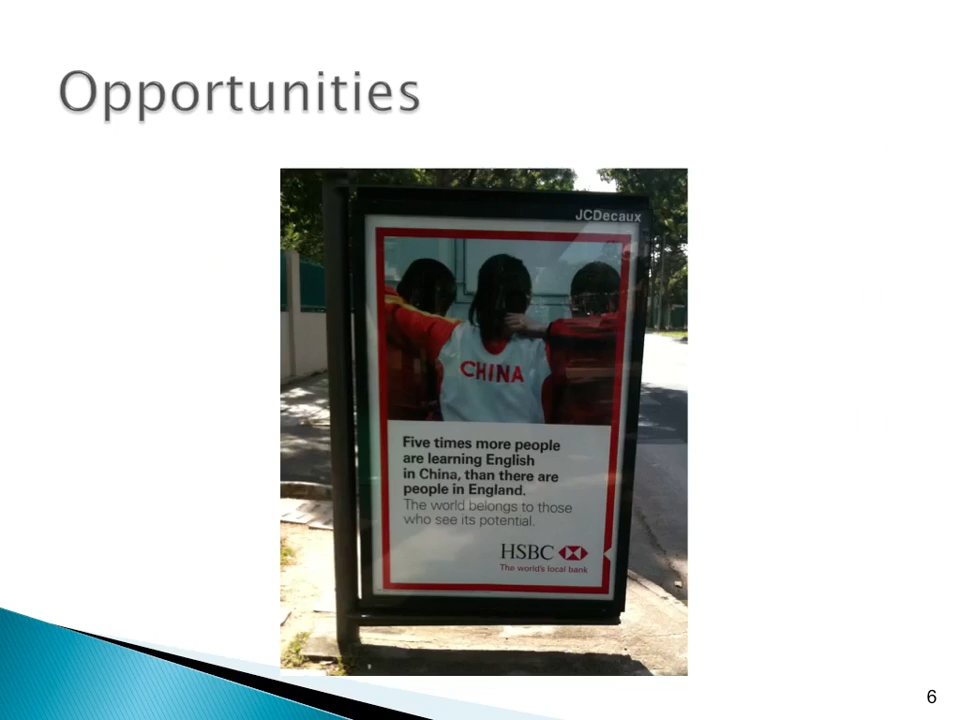 Opportunities
JCDecaux
CHINA
Five times more people
are learning English
in China, than there are
people in England.
The world belongs to those
who see its potential.
HSBC
The world's local bank
6